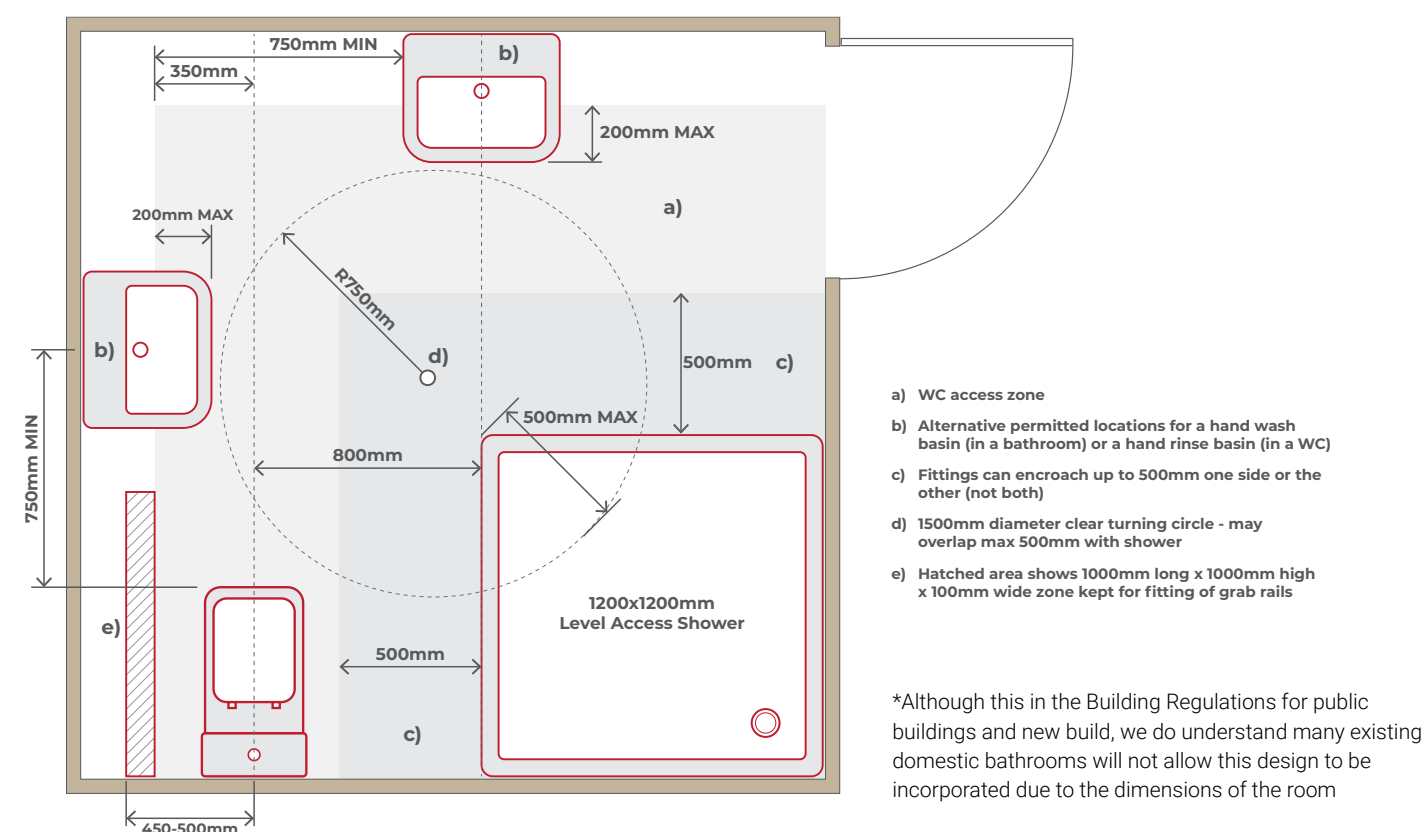 750mm MIN
350mm
b)
200mm MAX
a)
200mm MAX
R750mm
b)
d)
500mm
c)
500mm MAX
800mm
750mm MIN
1200x1200mm
Level Access Shower
e)
500mm
c)
450-500mm
a) WC access zone
b) Alternative permitted locations for a hand wash
basin (in a bathroom) or a hand rinse basin (in a WC)
c) Fittings can encroach up to 500mm one side or the
other (not both)
d) 1500mm diameter clear turning circle - may
overlap max 500mm with shower
e) Hatched area shows 1000mm long x 1000mm high
x 100mm wide zone kept for fitting of grab rails
*Although this in the Building Regulations for public
buildings and new build, we do understand many existing
domestic bathrooms will not allow this design to be
incorporated due to the dimensions of the room